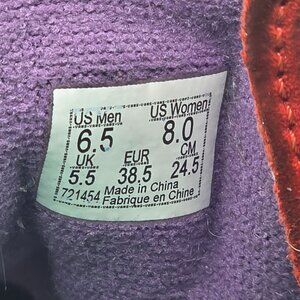 US Men US Women
6.5 8.0
UK EUR CM
5.5 38.5 24.5
721454 Made in China
Fabrique en Chine